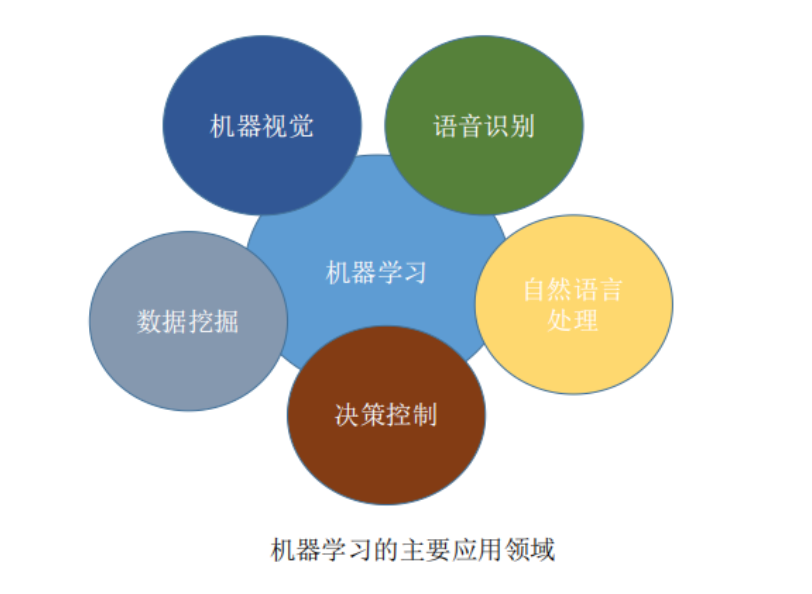 机器视觉
语音识别
机器学习
自然语言
处理
数据挖掘
决策控制
机器学习的主要应用领域